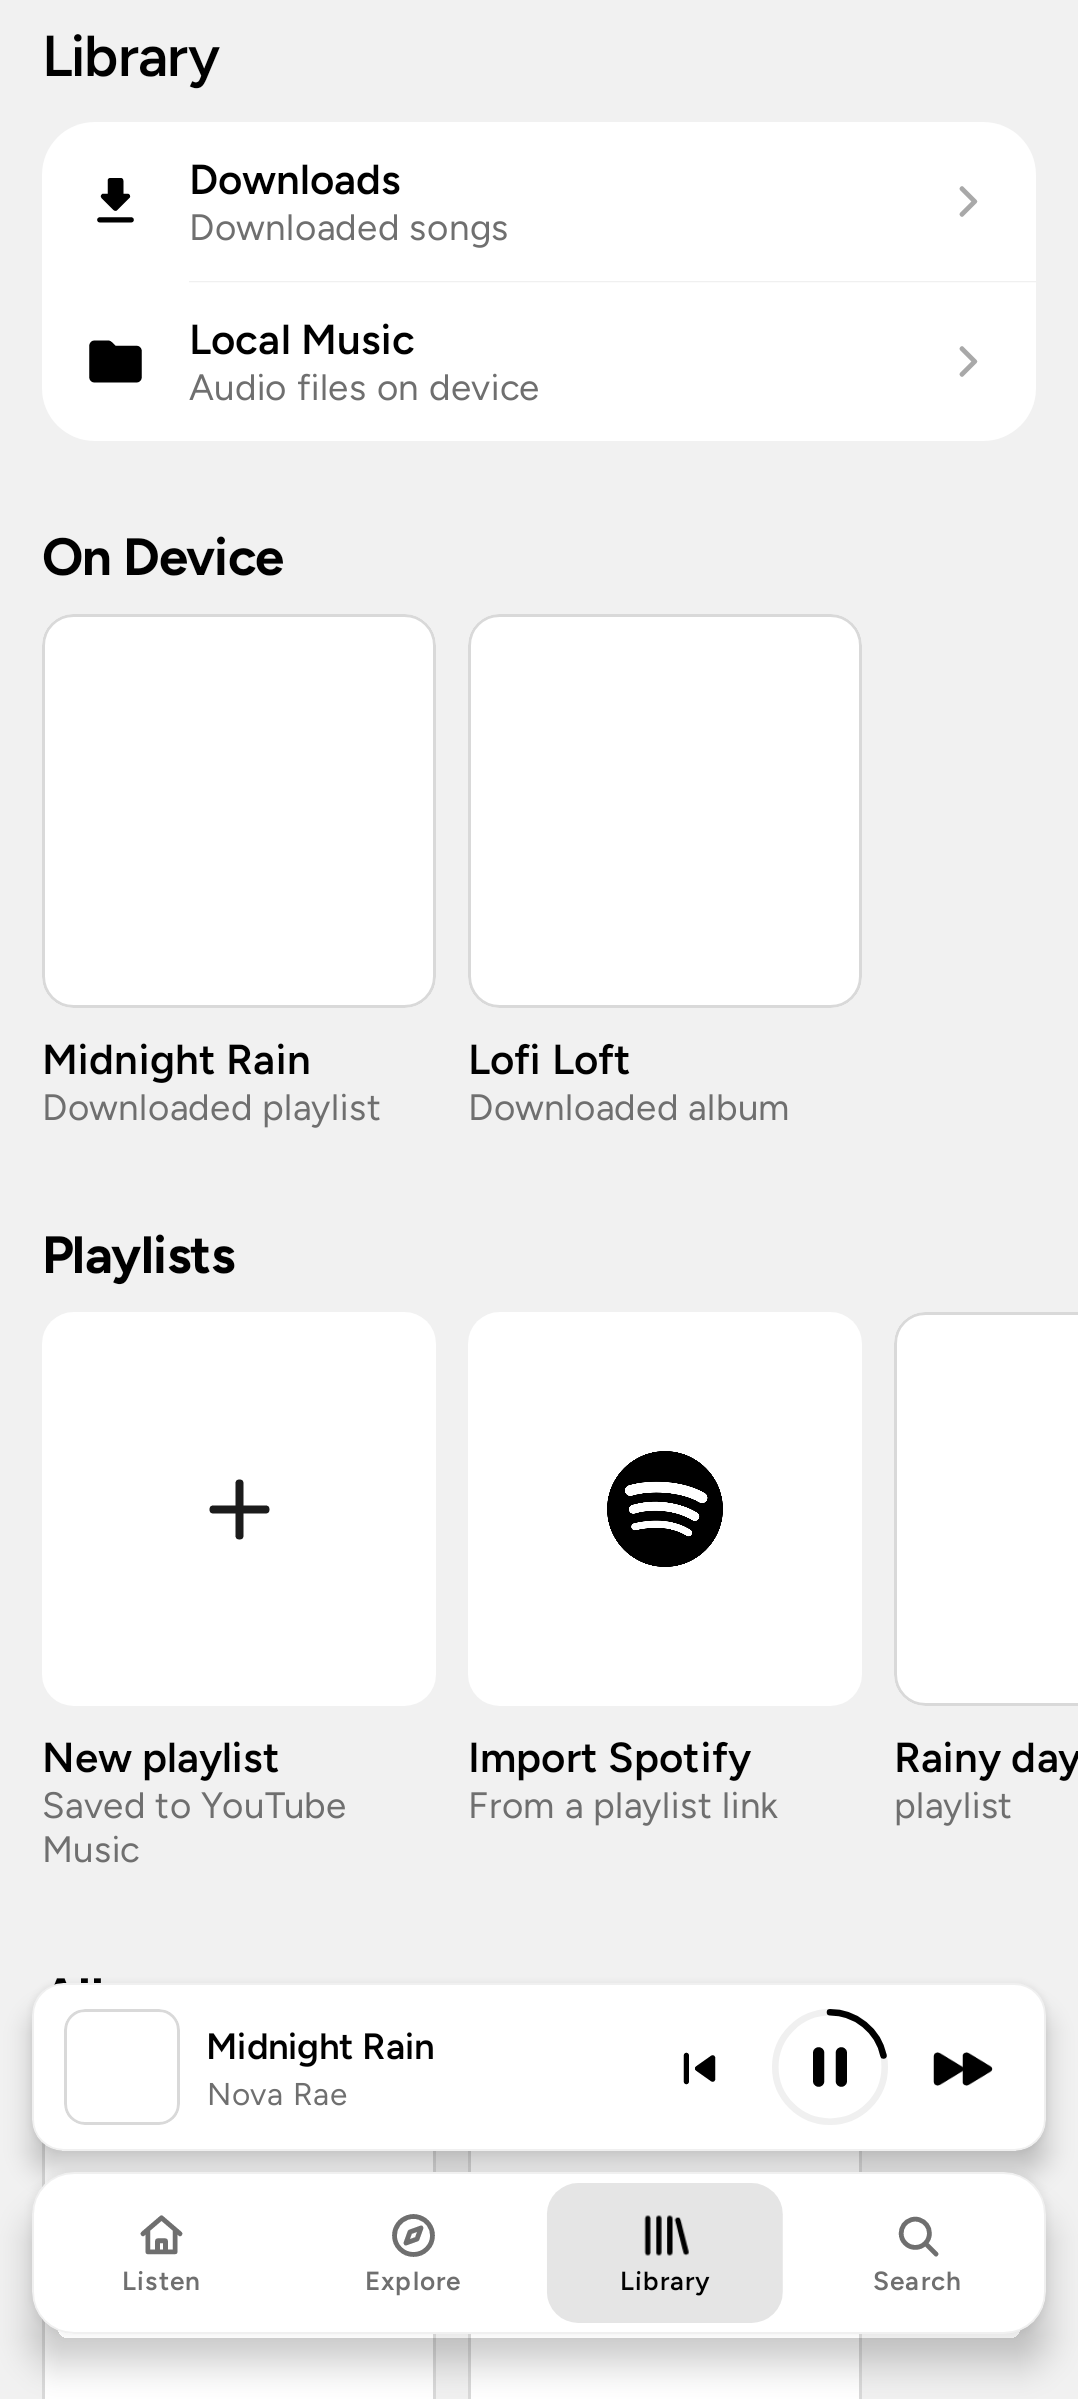 Library
Downloads
Downloaded songs
Local Music
Audio files on device
On Device
Midnight Rain
Downloaded playlist
Lofi Loft
Downloaded album
Playlists
New playlist
Saved to YouTube
Music
Import Spotify
From a playlist link
Rainy day
playlist
Midnight Rain
Nova Rae
Listen
Explore
Library
Search